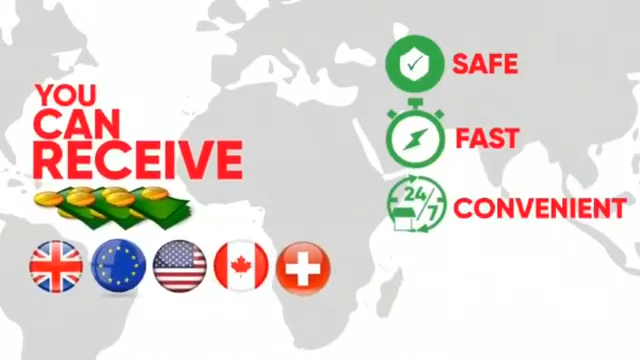 YOU
CAN
RECEIVE
SAFE
FAST
24/7
CONVENIENT